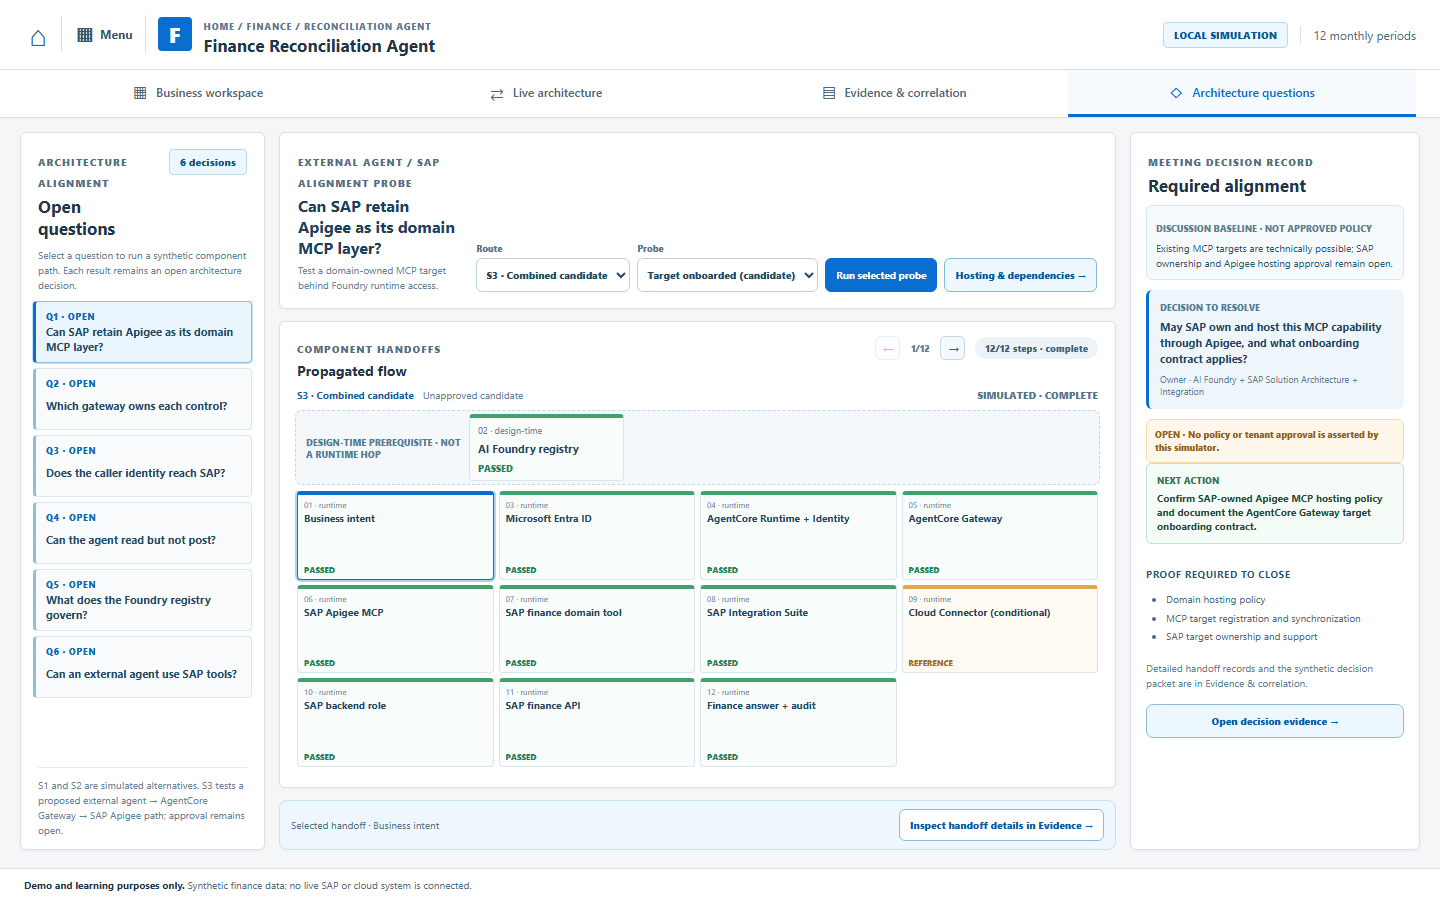 Menu
F
HOME / FINANCE / RECONCILIATION AGENT
Finance Reconciliation Agent
LOCAL SIMULATION
12 monthly periods
Business workspace
Live architecture
Evidence & correlation
Architecture questions
ARCHITECTURE
ALIGNMENT
6 decisions
Open
questions
Select a question to run a synthetic component
path. Each result remains an open architecture
decision.
Q1 · OPEN
Can SAP retain Apigee as its domain
MCP layer?
Q2 · OPEN
Which gateway owns each control?
Q3 · OPEN
Does the caller identity reach SAP?
Q4 · OPEN
Can the agent read but not post?
Q5 · OPEN
What does the Foundry registry
govern?
Q6 · OPEN
Can an external agent use SAP tools?
S1 and S2 are simulated alternatives. S3 tests a
proposed external agent → AgentCore
Gateway → SAP Apigee path; approval remains
open.
EXTERNAL AGENT / SAP
ALIGNMENT PROBE
Can SAP retain
Apigee as its domain
MCP layer?
Test a domain-owned MCP target
behind Foundry runtime access.
Route
S3 · Combined candidate
Probe
Target onboarded (candidate)
Run selected probe
Hosting & dependencies →
COMPONENT HANDOFFS
Propagated flow
←
1/12
→
12/12 steps · complete
S3 · Combined candidate Unapproved candidate
SIMULATED · COMPLETE
DESIGN-TIME PREREQUISITE · NOT
A RUNTIME HOP
02 · design-time
AI Foundry registry
PASSED
01 · runtime
Business intent
PASSED
03 · runtime
Microsoft Entra ID
PASSED
04 · runtime
AgentCore Runtime + Identity
PASSED
05 · runtime
AgentCore Gateway
PASSED
06 · runtime
SAP Apigee MCP
PASSED
07 · runtime
SAP finance domain tool
PASSED
08 · runtime
SAP Integration Suite
PASSED
09 · runtime
Cloud Connector (conditional)
REFERENCE
10 · runtime
SAP backend role
PASSED
11 · runtime
SAP finance API
PASSED
12 · runtime
Finance answer + audit
PASSED
Selected handoff · Business intent
Inspect handoff details in Evidence →
MEETING DECISION RECORD
Required alignment
DISCUSSION BASELINE · NOT APPROVED POLICY
Existing MCP targets are technically possible; SAP
ownership and Apigee hosting approval remain open.
DECISION TO RESOLVE
May SAP own and host this MCP capability
through Apigee, and what onboarding
contract applies?
Owner · AI Foundry + SAP Solution Architecture +
Integration
OPEN · No policy or tenant approval is asserted by
this simulator.
NEXT ACTION
Confirm SAP-owned Apigee MCP hosting policy
and document the AgentCore Gateway target
onboarding contract.
PROOF REQUIRED TO CLOSE
• Domain hosting policy
• MCP target registration and synchronization
• SAP target ownership and support
Detailed handoff records and the synthetic decision
packet are in Evidence & correlation.
Open decision evidence →
Demo and learning purposes only. Synthetic finance data; no live SAP or cloud system is connected.